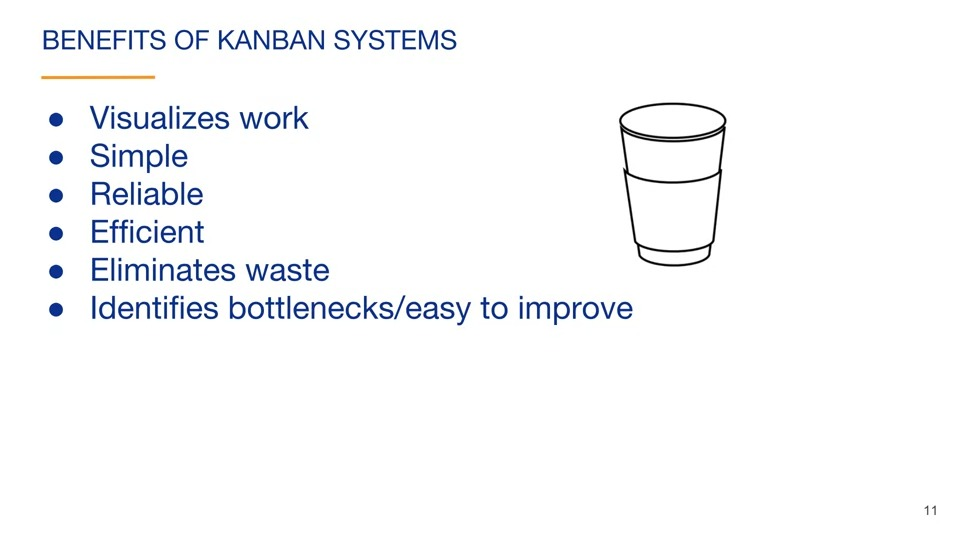 BENEFITS OF KANBAN SYSTEMS
● Visualizes work
● Simple
● Reliable
● Efficient
● Eliminates waste
● Identifies bottlenecks/easy to improve
11